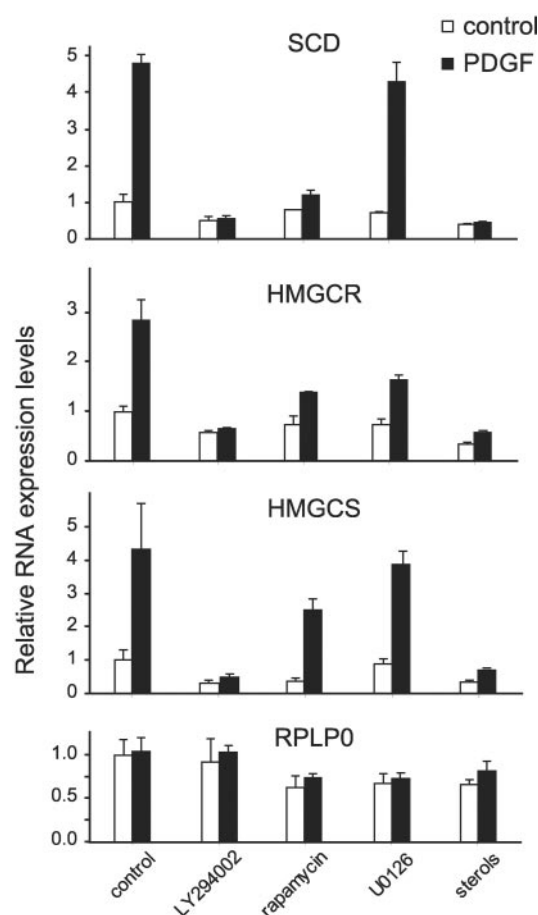 control
PDGF
SCD
5
4
3
2
1
0
HMGCR
3
2
1
0
HMGCS
5
4
3
2
1
0
RPLP0
1.0
0.5
0.0
Relative RNA expression levels
control
LY294002
rapamycin
U0126
sterols